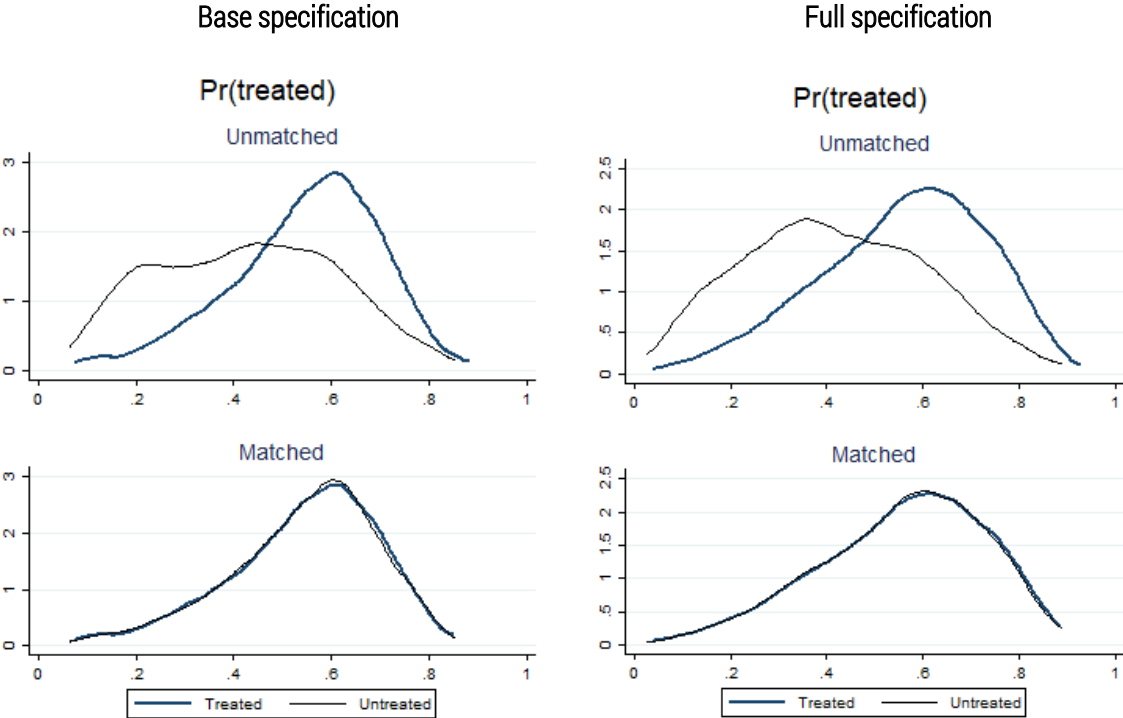 Base specification
Pr(treated)
Unmatched
3
2
1
0
0 .2 .4 .6 .8 1
Matched
3
2
1
0
0 .2 .4 .6 .8 1
Treated Untreated
Full specification
Pr(treated)
Unmatched
2.5
2
1.5
1
.5
0
0 .2 .4 .6 .8 1
Matched
2.5
2
1.5
1
.5
0
0 .2 .4 .6 .8 1
Treated Untreated